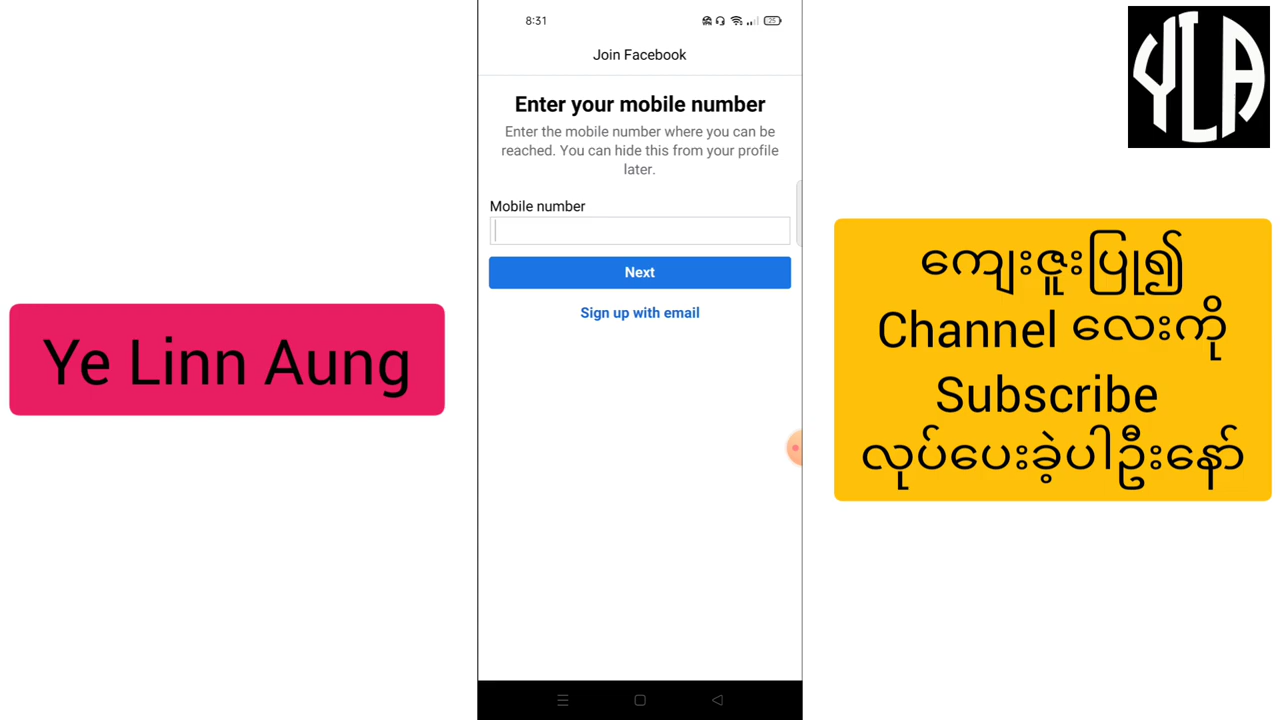 8:31
25
Join Facebook
Enter your mobile number
Enter the mobile number where you can be
reached. You can hide this from your profile
later.
Mobile number
Next
Sign up with email
Ye Linn Aung
YLA
ကျေးဇူးပြု၍
Channel လေးကို
Subscribe
လုပ်ပေးခဲ့ပါဦးနော်